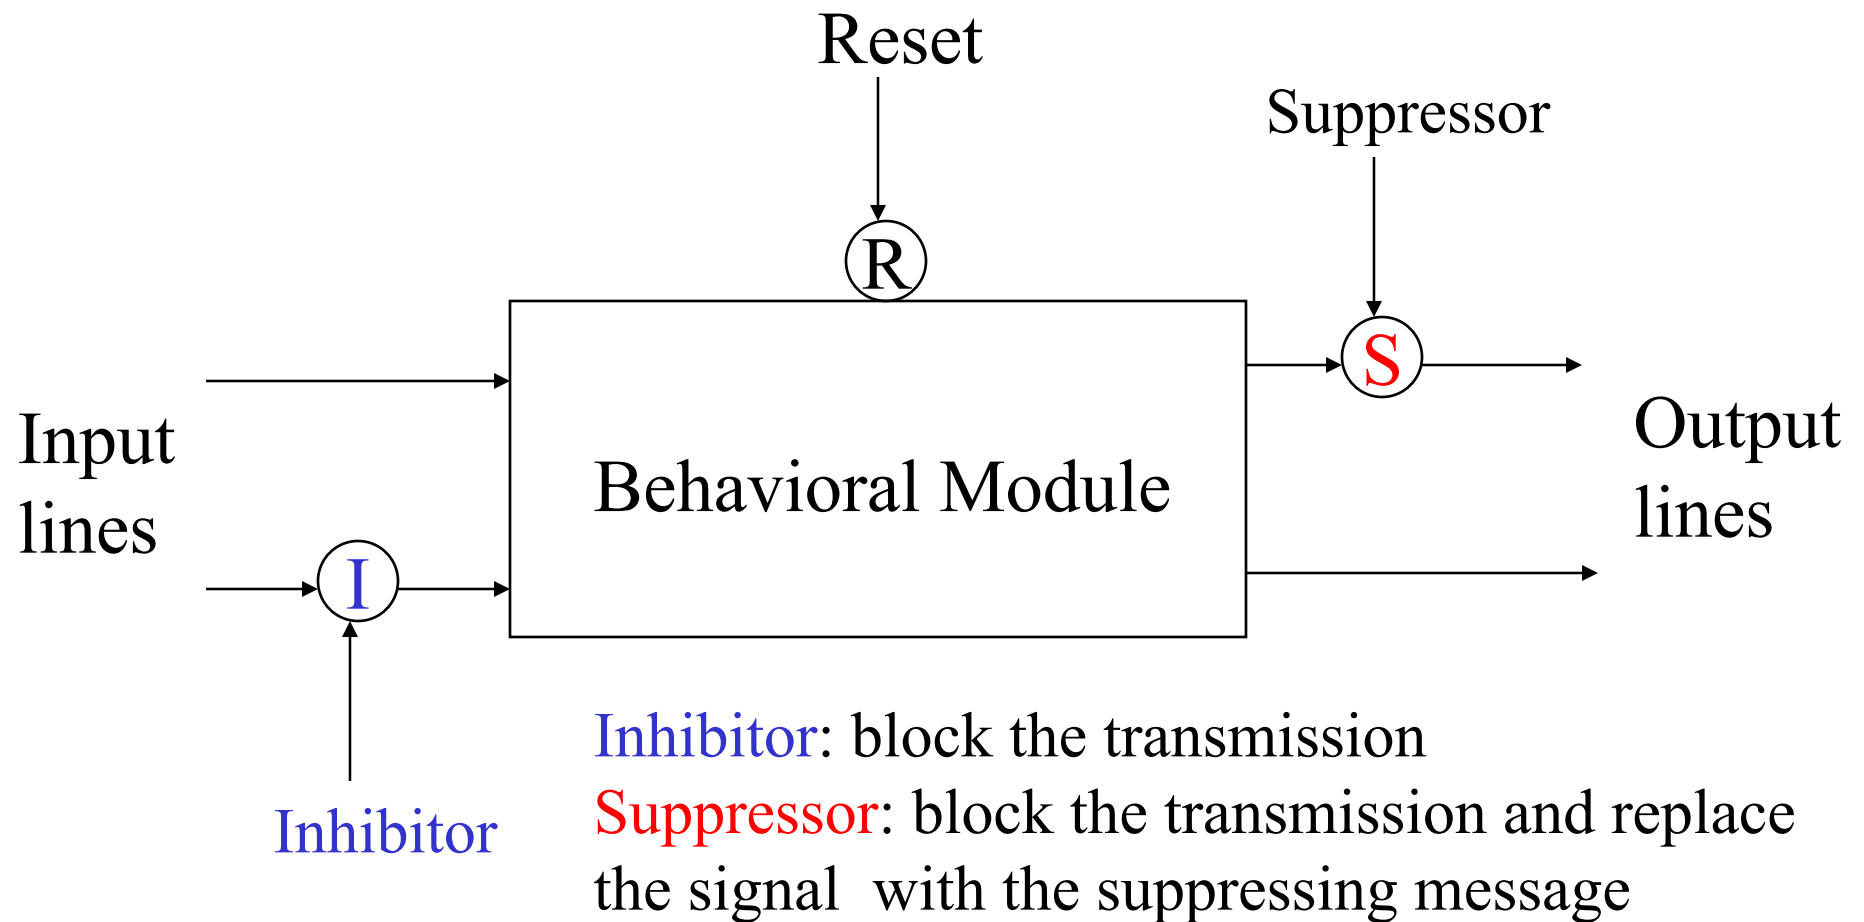 Reset
Suppressor
R
S
Input
lines
Output
lines
Behavioral Module
I
Inhibitor
Inhibitor: block the transmission
Suppressor: block the transmission and replace
the signal with the suppressing message